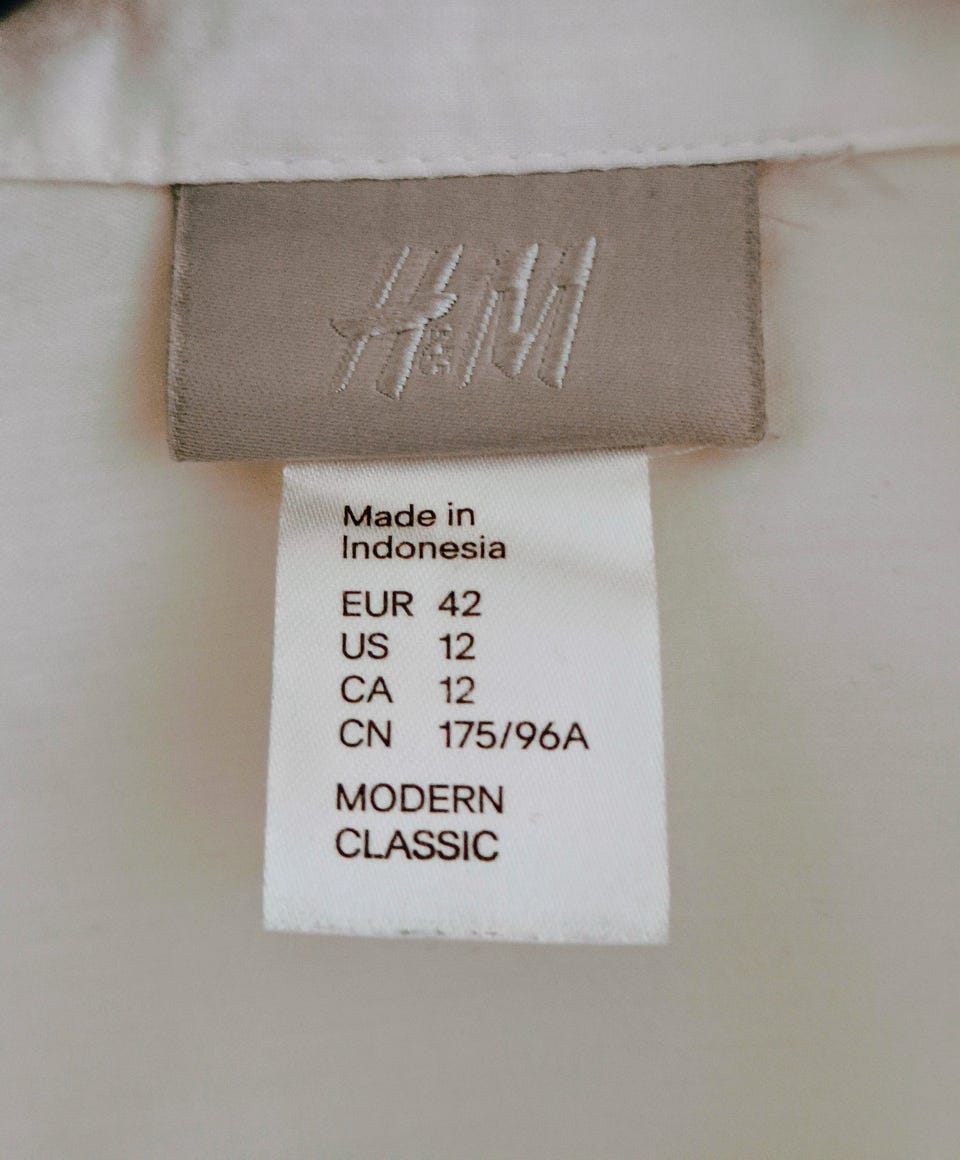 H&M
Made in
Indonesia
EUR 42
US 12
CA 12
CN 175/96A
MODERN
CLASSIC